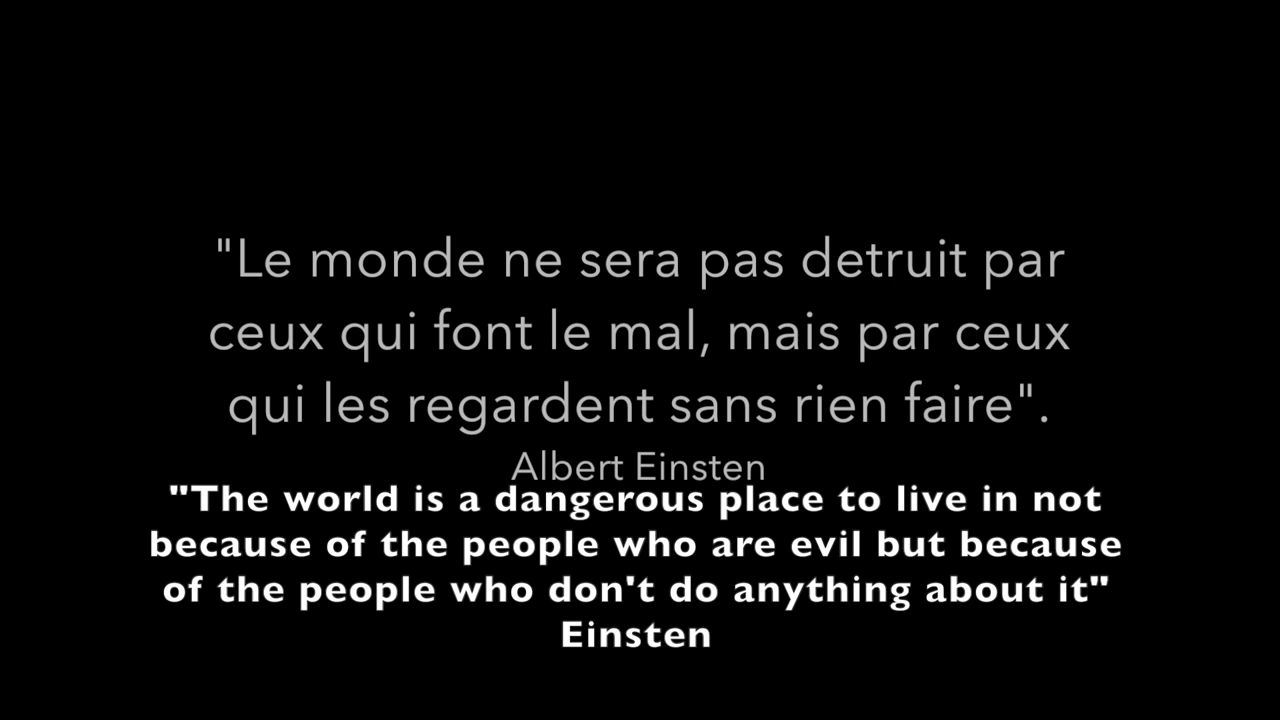 "Le monde ne sera pas detruit par
ceux qui font le mal, mais par ceux
qui les regardent sans rien faire".
Albert Einsten
"The world is a dangerous place to live in not
because of the people who are evil but because
of the people who don't do anything about it"
Einsten